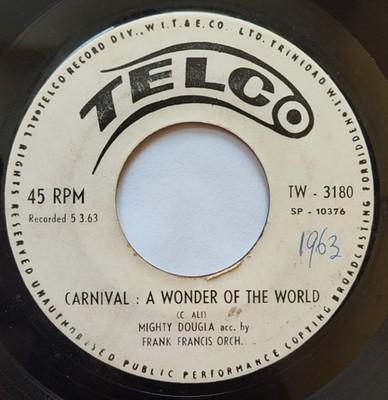 TELCO RECORD DIV., W.I.T.& E. CO. LTD. TRINIDAD W.I. FORBIDDEN
ALL RIGHTS RESERVED UNAUTHORISED PUBLIC PERFORMANCE COPYING BROADCASTING
TELCO
45 RPM
Recorded 5 3.63
TW - 3180
SP - 10376
1963
CARNIVAL : A WONDER OF THE WORLD
(C. ALI)
MIGHTY DOUGLA acc. by
FRANK FRANCIS ORCH.